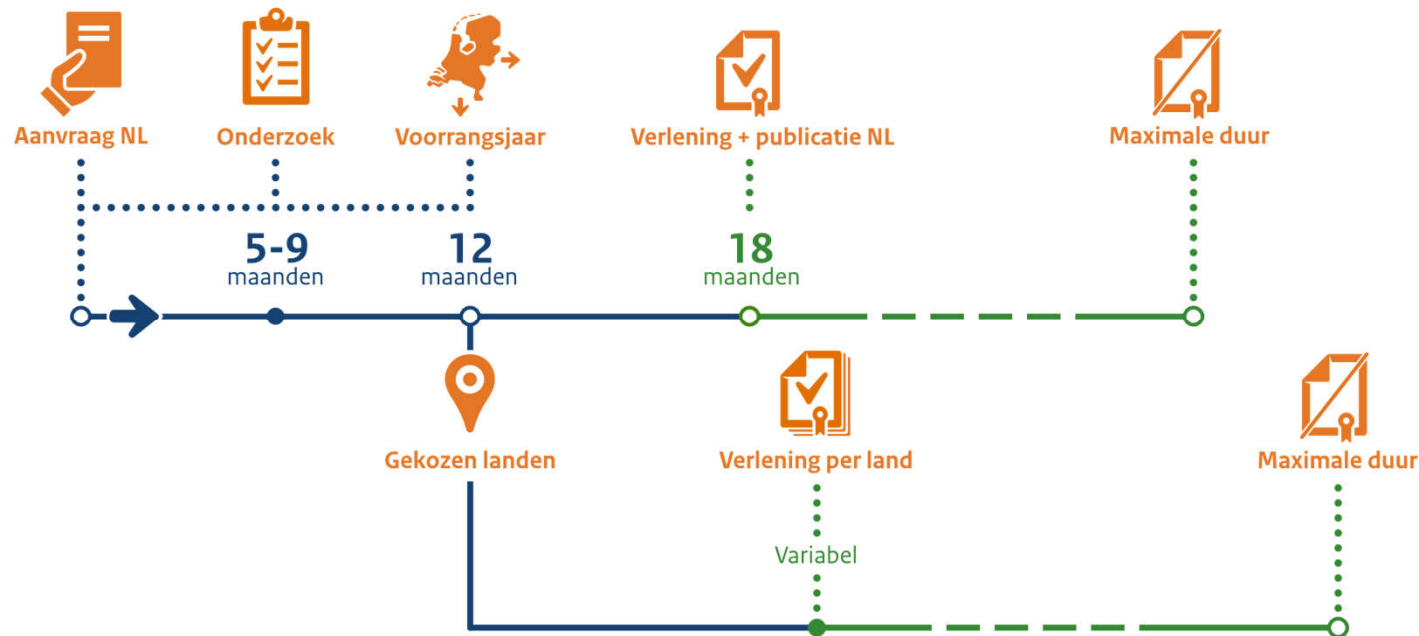 Aanvraag NL
Onderzoek
Voorrangsjaar
Verlening + publicatie NL
Maximale duur
5-9
maanden
12
maanden
18
maanden
Gekozen landen
Verlening per land
Maximale duur
Variabel